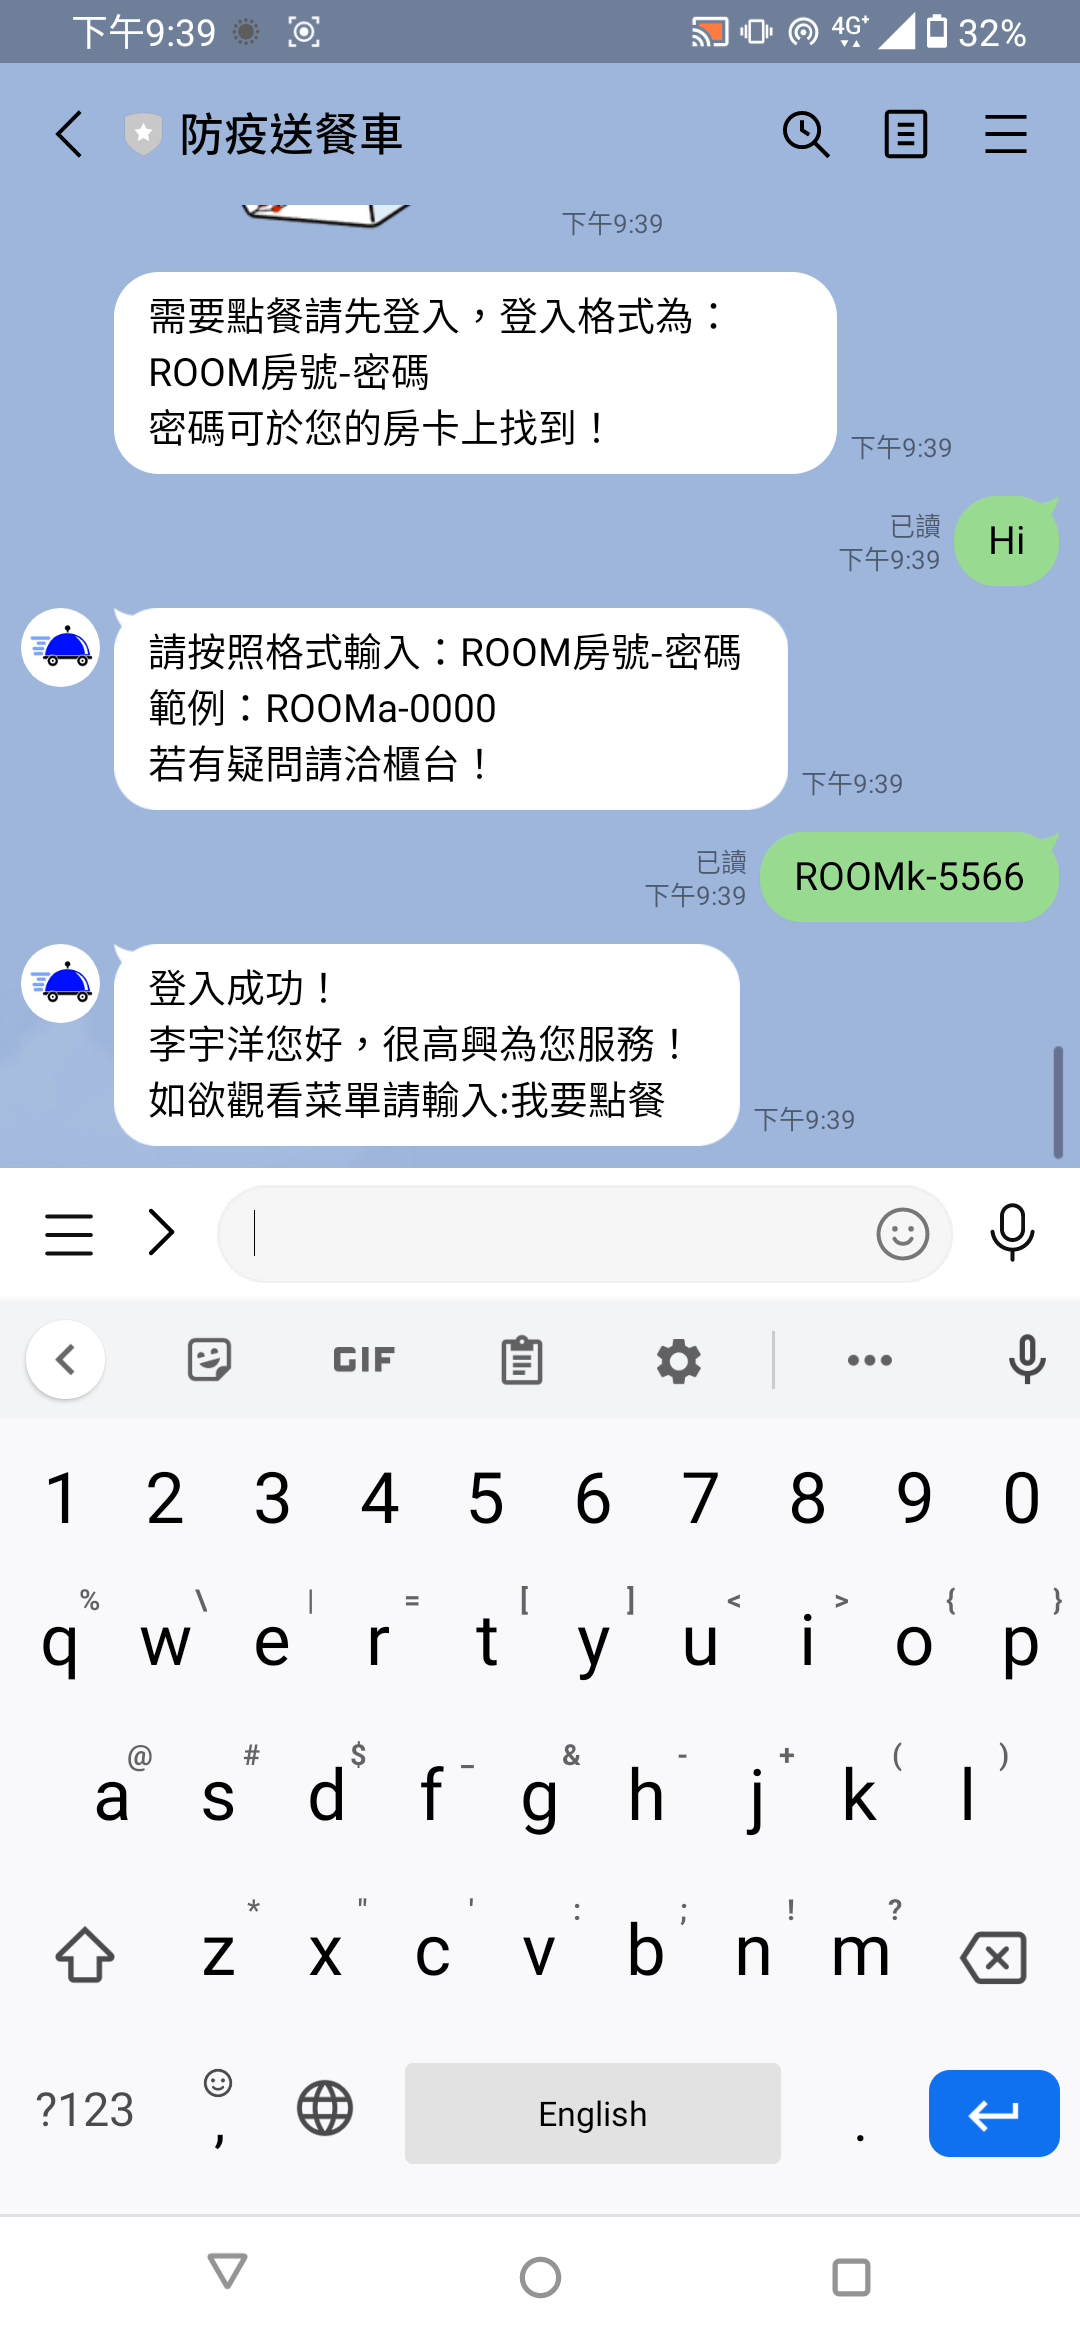 下午9:39
4G+
32%
防疫送餐車
下午9:39
需要點餐請先登入，登入格式為：
ROOM房號-密碼
密碼可於您的房卡上找到！
下午9:39
已讀
下午9:39
Hi
請按照格式輸入：ROOM房號-密碼
範例：ROOMa-0000
若有疑問請洽櫃台！
下午9:39
已讀
下午9:39
ROOMk-5566
登入成功！
李宇洋您好，很高興為您服務！
如欲觀看菜單請輸入:我要點餐
下午9:39
GIF
1 2 3 4 5 6 7 8 9 0
% \ | = [ ] < > { }
q w e r t y u i o p
@ # $ _ & - + ( )
a s d f g h j k l
* " ' : ; ! ?
z x c v b n m
?123 , English .